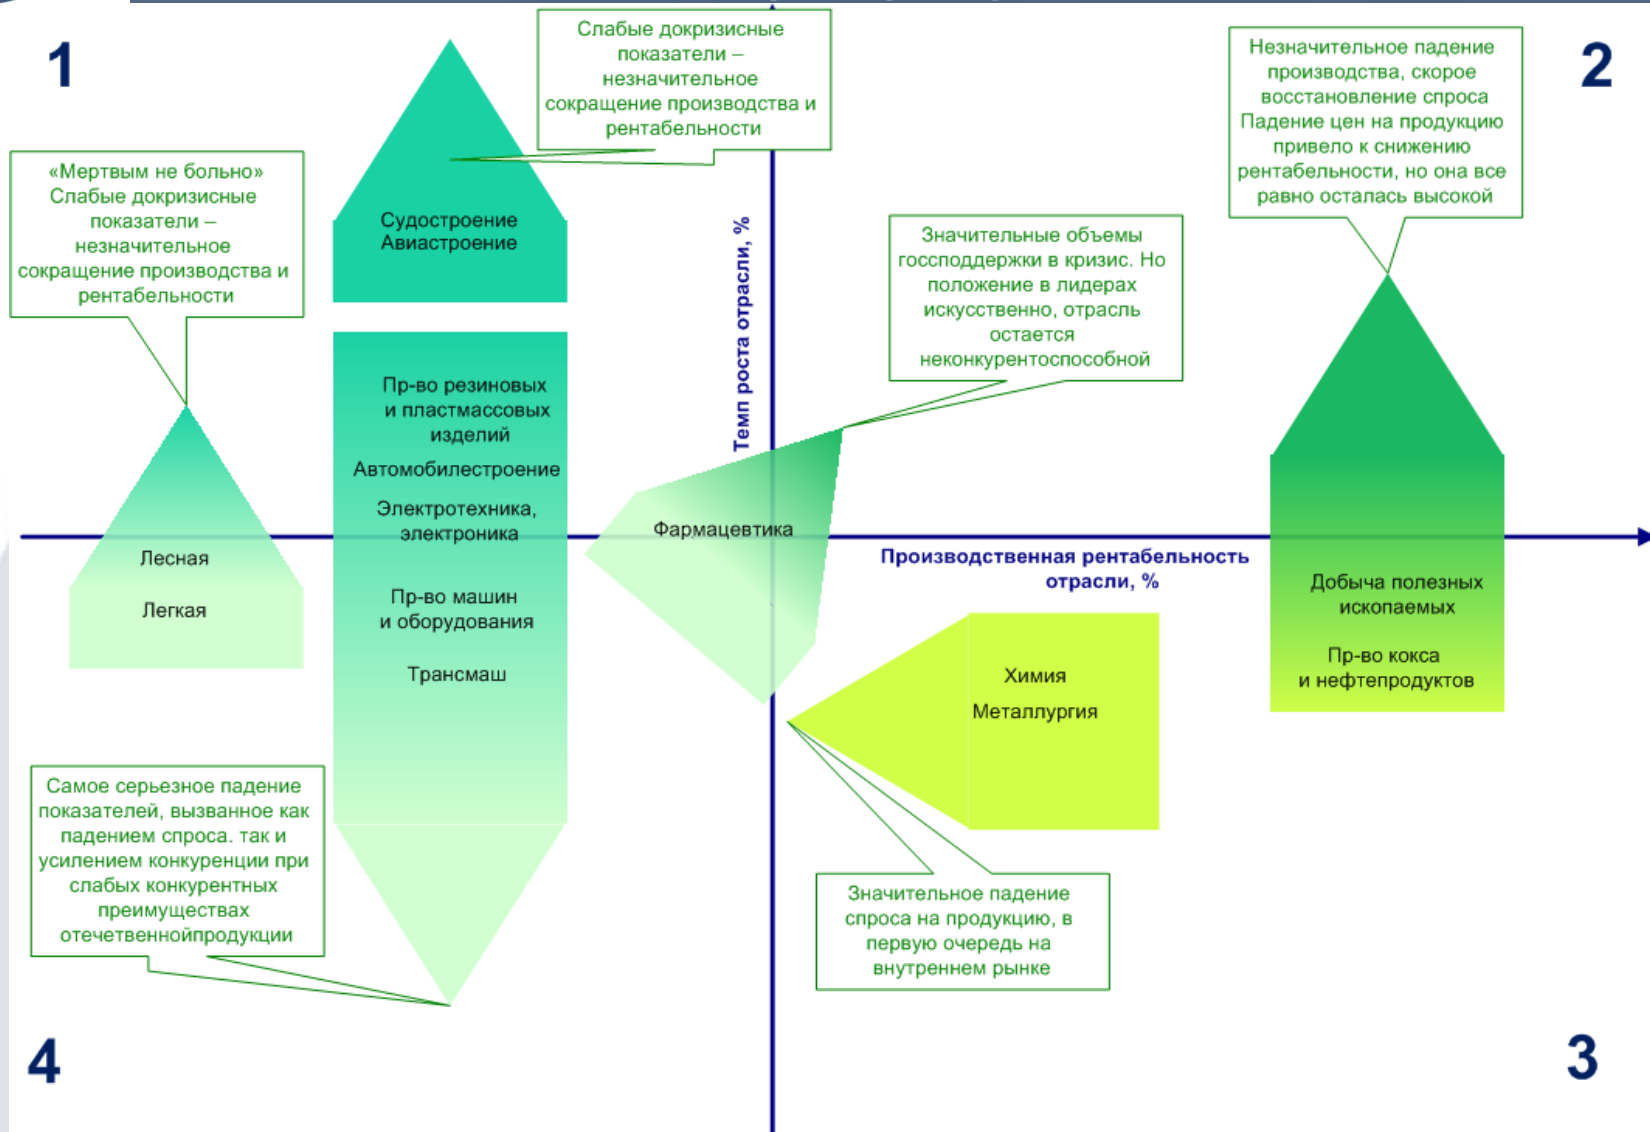 1
Слабые докризисные
показатели –
незначительное
сокращение производства и
рентабельности
2
Незначительное падение
производства, скорое
восстановление спроса
Падение цен на продукцию
привело к снижению
рентабельности, но она все
равно осталась высокой
«Мертвым не больно»
Слабые докризисные
показатели –
незначительное
сокращение производства и
рентабельности
Судостроение
Авиастроение
Темп роста отрасли, %
Значительные объемы
госсподдержки в кризис. Но
положение в лидерах
искусственно, отрасль
остается
неконкурентоспособной
Пр-во резиновых
и пластмассовых
изделий
Автомобилестроение
Электротехника,
электроника
Пр-во машин
и оборудования
Трансмаш
Фармацевтика
Лесная
Легкая
Производственная рентабельность
отрасли, %
Добыча полезных
ископаемых
Пр-во кокса
и нефтепродуктов
Химия
Металлургия
Самое серьезное падение
показателей, вызванное как
падением спроса. так и
усилением конкуренции при
слабых конкурентных
преимуществах
отечетвеннойпродукции
Значительное падение
спроса на продукцию, в
первую очередь на
внутреннем рынке
4
3